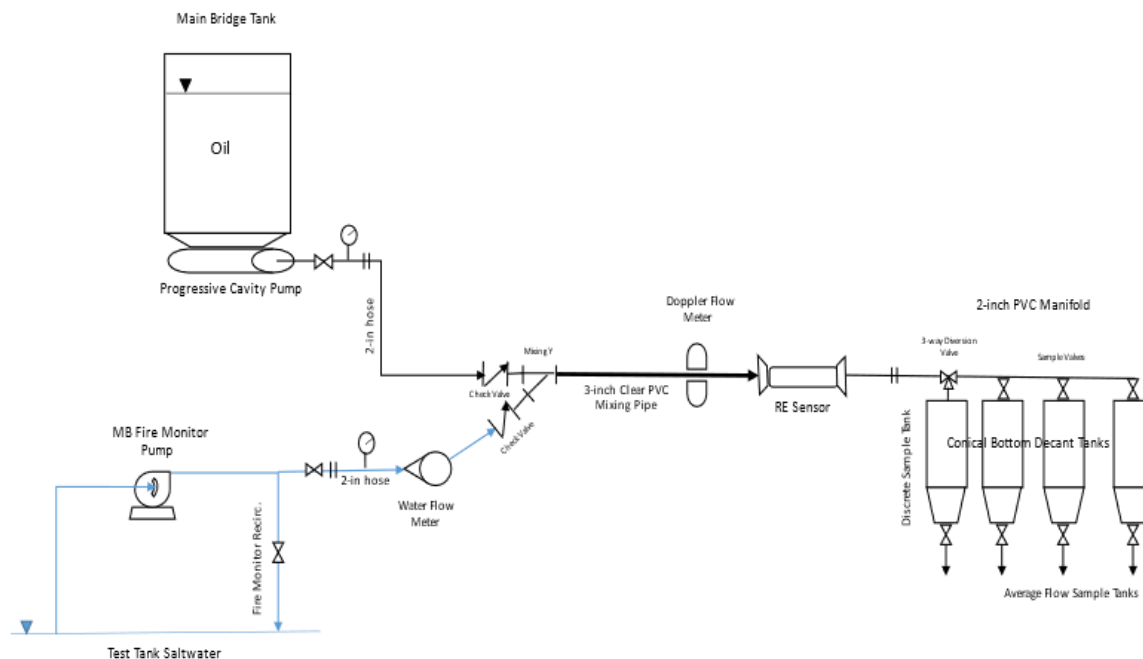 Main Bridge Tank
Oil
Progressive Cavity Pump
2-in hose
Mixing Y
Check Valve
Check Valve
3-inch Clear PVC
Mixing Pipe
Doppler Flow
Meter
RE Sensor
2-inch PVC Manifold
3-way Diversion
Valve
Sample Valves
Conical Bottom Decant Tanks
Discrete Sample Tank
Average Flow Sample Tanks
MB Fire Monitor
Pump
2-in hose
Water Flow
Meter
Fire Monitor Recirc.
Test Tank Saltwater